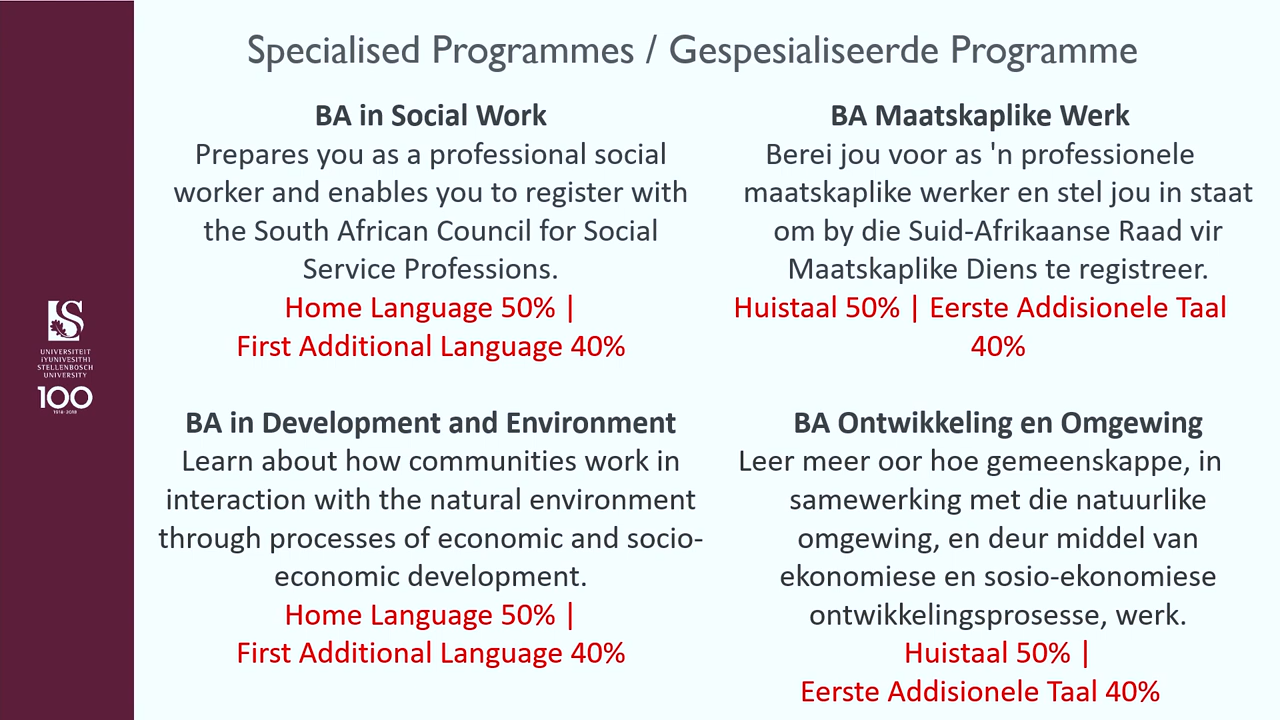 Specialised Programmes / Gespesialiseerde Programme
BA in Social Work
Prepares you as a professional social
worker and enables you to register with
the South African Council for Social
Service Professions.
Home Language 50% |
First Additional Language 40%
BA in Development and Environment
Learn about how communities work in
interaction with the natural environment
through processes of economic and socio-
economic development.
Home Language 50% |
First Additional Language 40%
BA Maatskaplike Werk
Berei jou voor as 'n professionele
maatskaplike werker en stel jou in staat
om by die Suid-Afrikaanse Raad vir
Maatskaplike Diens te registreer.
Huistaal 50% | Eerste Addisionele Taal
40%
BA Ontwikkeling en Omgewing
Leer meer oor hoe gemeenskappe, in
samewerking met die natuurlike
omgewing, en deur middel van
ekonomiese en sosio-ekonomiese
ontwikkelingsprosesse, werk.
Huistaal 50% |
Eerste Addisionele Taal 40%
UNIVERSITEIT
iYUNIVESITHI
STELLENBOSCH
UNIVERSITY
100
1918·2018